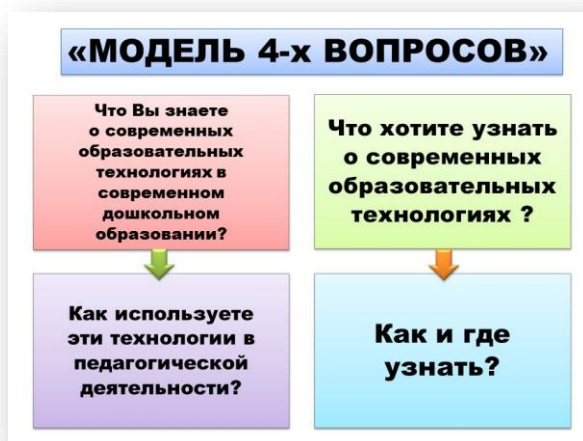 «МОДЕЛЬ 4-х ВОПРОСОВ»
Что Вы знаете
о современных
образовательных
технологиях в
современном
дошкольном
образовании?
Что хотите узнать
о современных
образовательных
технологиях ?
Как используете
эти технологии в
педагогической
деятельности?
Как и где
узнать?